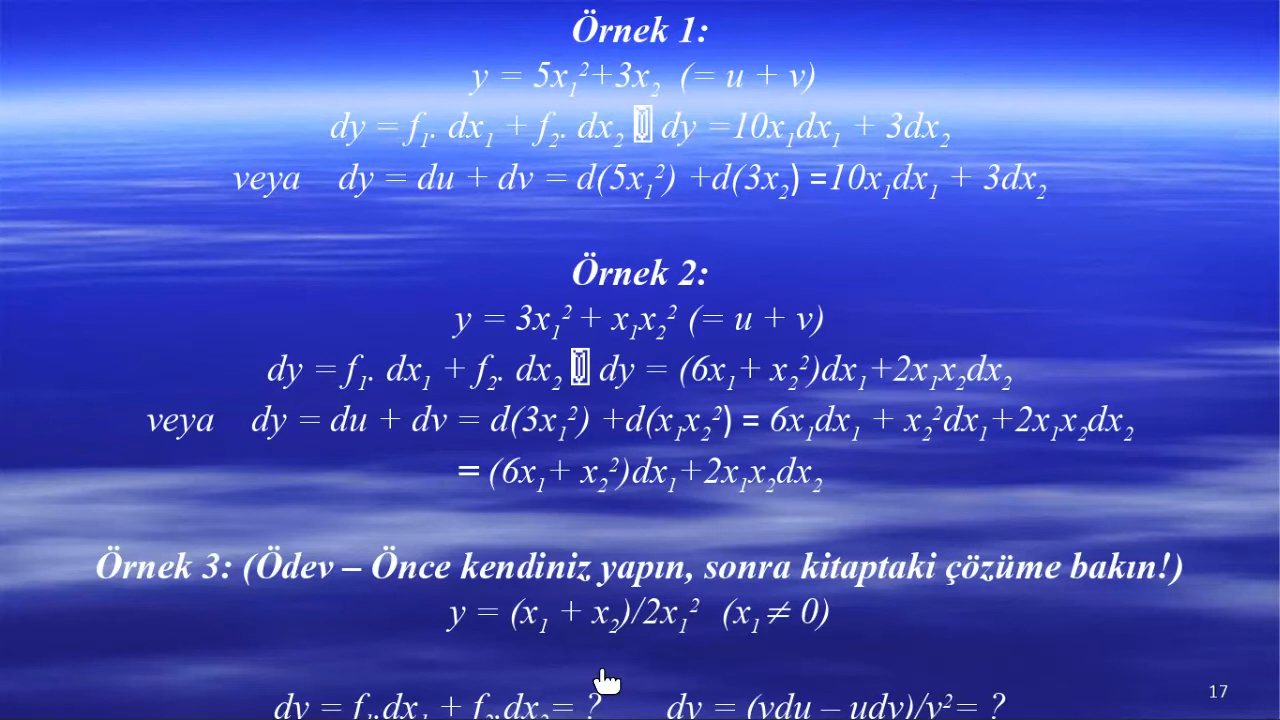 Örnek 1:
y = 5x₁²+3x₂ (= u + v)
dy = f₁. dx₁ + f₂. dx₂ dy =10x₁dx₁ + 3dx₂
veya dy = du + dv = d(5x₁²) +d(3x₂) =10x₁dx₁ + 3dx₂
Örnek 2:
y = 3x₁² + x₁x₂² (= u + v)
dy = f₁. dx₁ + f₂. dx₂ dy = (6x₁+ x₂²)dx₁+2x₁x₂dx₂
veya dy = du + dv = d(3x₁²) +d(x₁x₂²) = 6x₁dx₁ + x₂²dx₁+2x₁x₂dx₂
= (6x₁+ x₂²)dx₁+2x₁x₂dx₂
Örnek 3: (Ödev – Önce kendiniz yapın, sonra kitaptaki çözüme bakın!)
y = (x₁ + x₂)/2x₁² (x₁ ≠ 0)
dy = f₁.dx₁ + f₂.dx₂= ? dy = (vdu – udv)/v²= ?
17